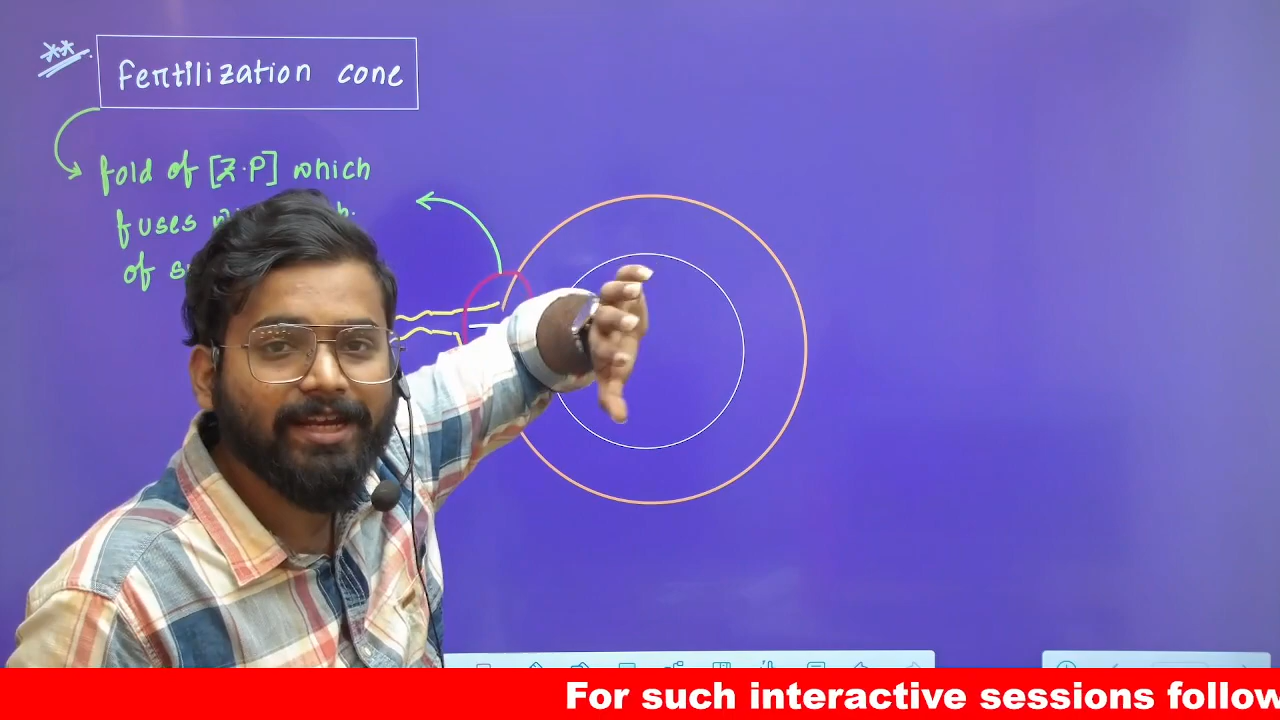 **
Fertilization cone
fold of [Z.P] which
fuses
of
For such interactive sessions follow